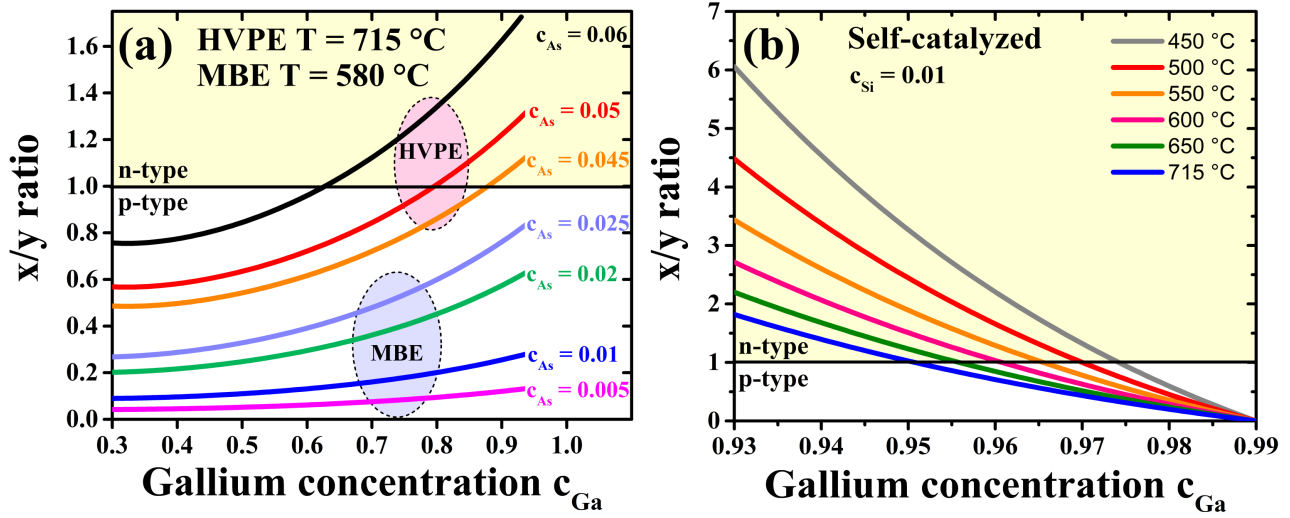 (a)
HVPE T = 715 °C
MBE T = 580 °C
c_As = 0.06
c_As = 0.05
c_As = 0.045
c_As = 0.025
c_As = 0.02
c_As = 0.01
c_As = 0.005
HVPE
MBE
n-type
p-type
x/y ratio
1.6
1.4
1.2
1.0
0.8
0.6
0.4
0.2
0.0
0.3 0.4 0.5 0.6 0.7 0.8 0.9 1.0
Gallium concentration c_Ga
(b)
Self-catalyzed
c_Si = 0.01
450 °C
500 °C
550 °C
600 °C
650 °C
715 °C
n-type
p-type
x/y ratio
7
6
5
4
3
2
1
0
0.93 0.94 0.95 0.96 0.97 0.98 0.99
Gallium concentration c_Ga